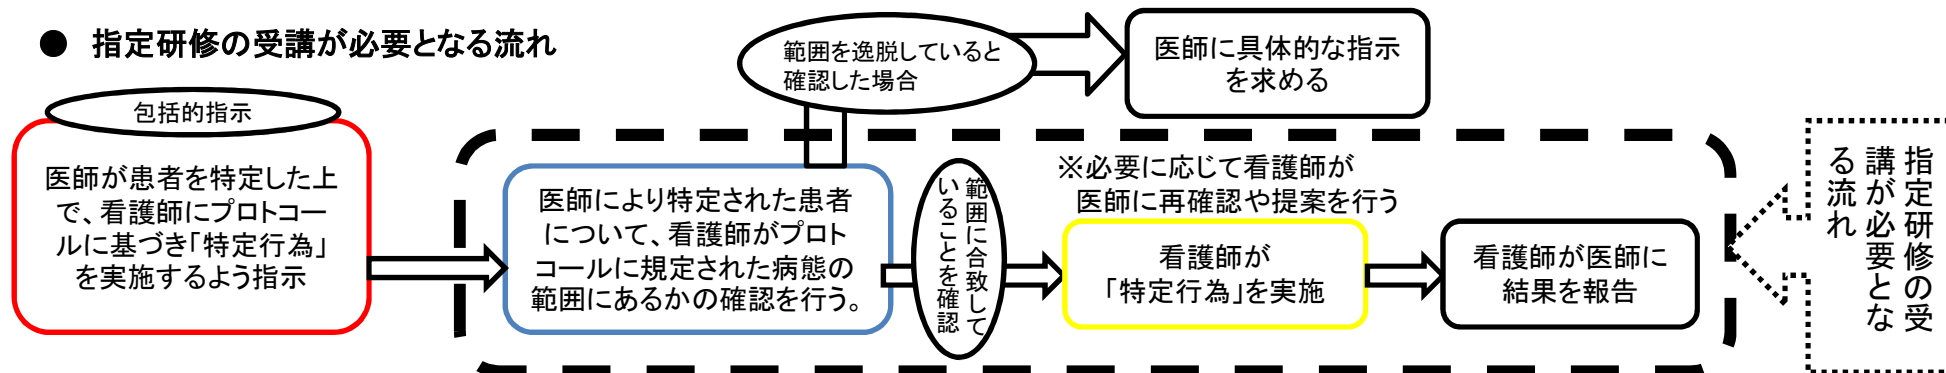 ● 指定研修の受講が必要となる流れ
包括的指示
医師が患者を特定した上
で、看護師にプロトコー
ルに基づき「特定行為」
を実施するよう指示
範囲を逸脱していると
確認した場合
医師に具体的な指示
を求める
医師により特定された患者
について、看護師がプロト
コールに規定された病態の
範囲にあるかの確認を行う。
範囲に合致して
いることを確認
※必要に応じて看護師が
医師に再確認や提案を行う
看護師が
「特定行為」を実施
看護師が医師に
結果を報告
指定研修の受
講が必要とな
る流れ